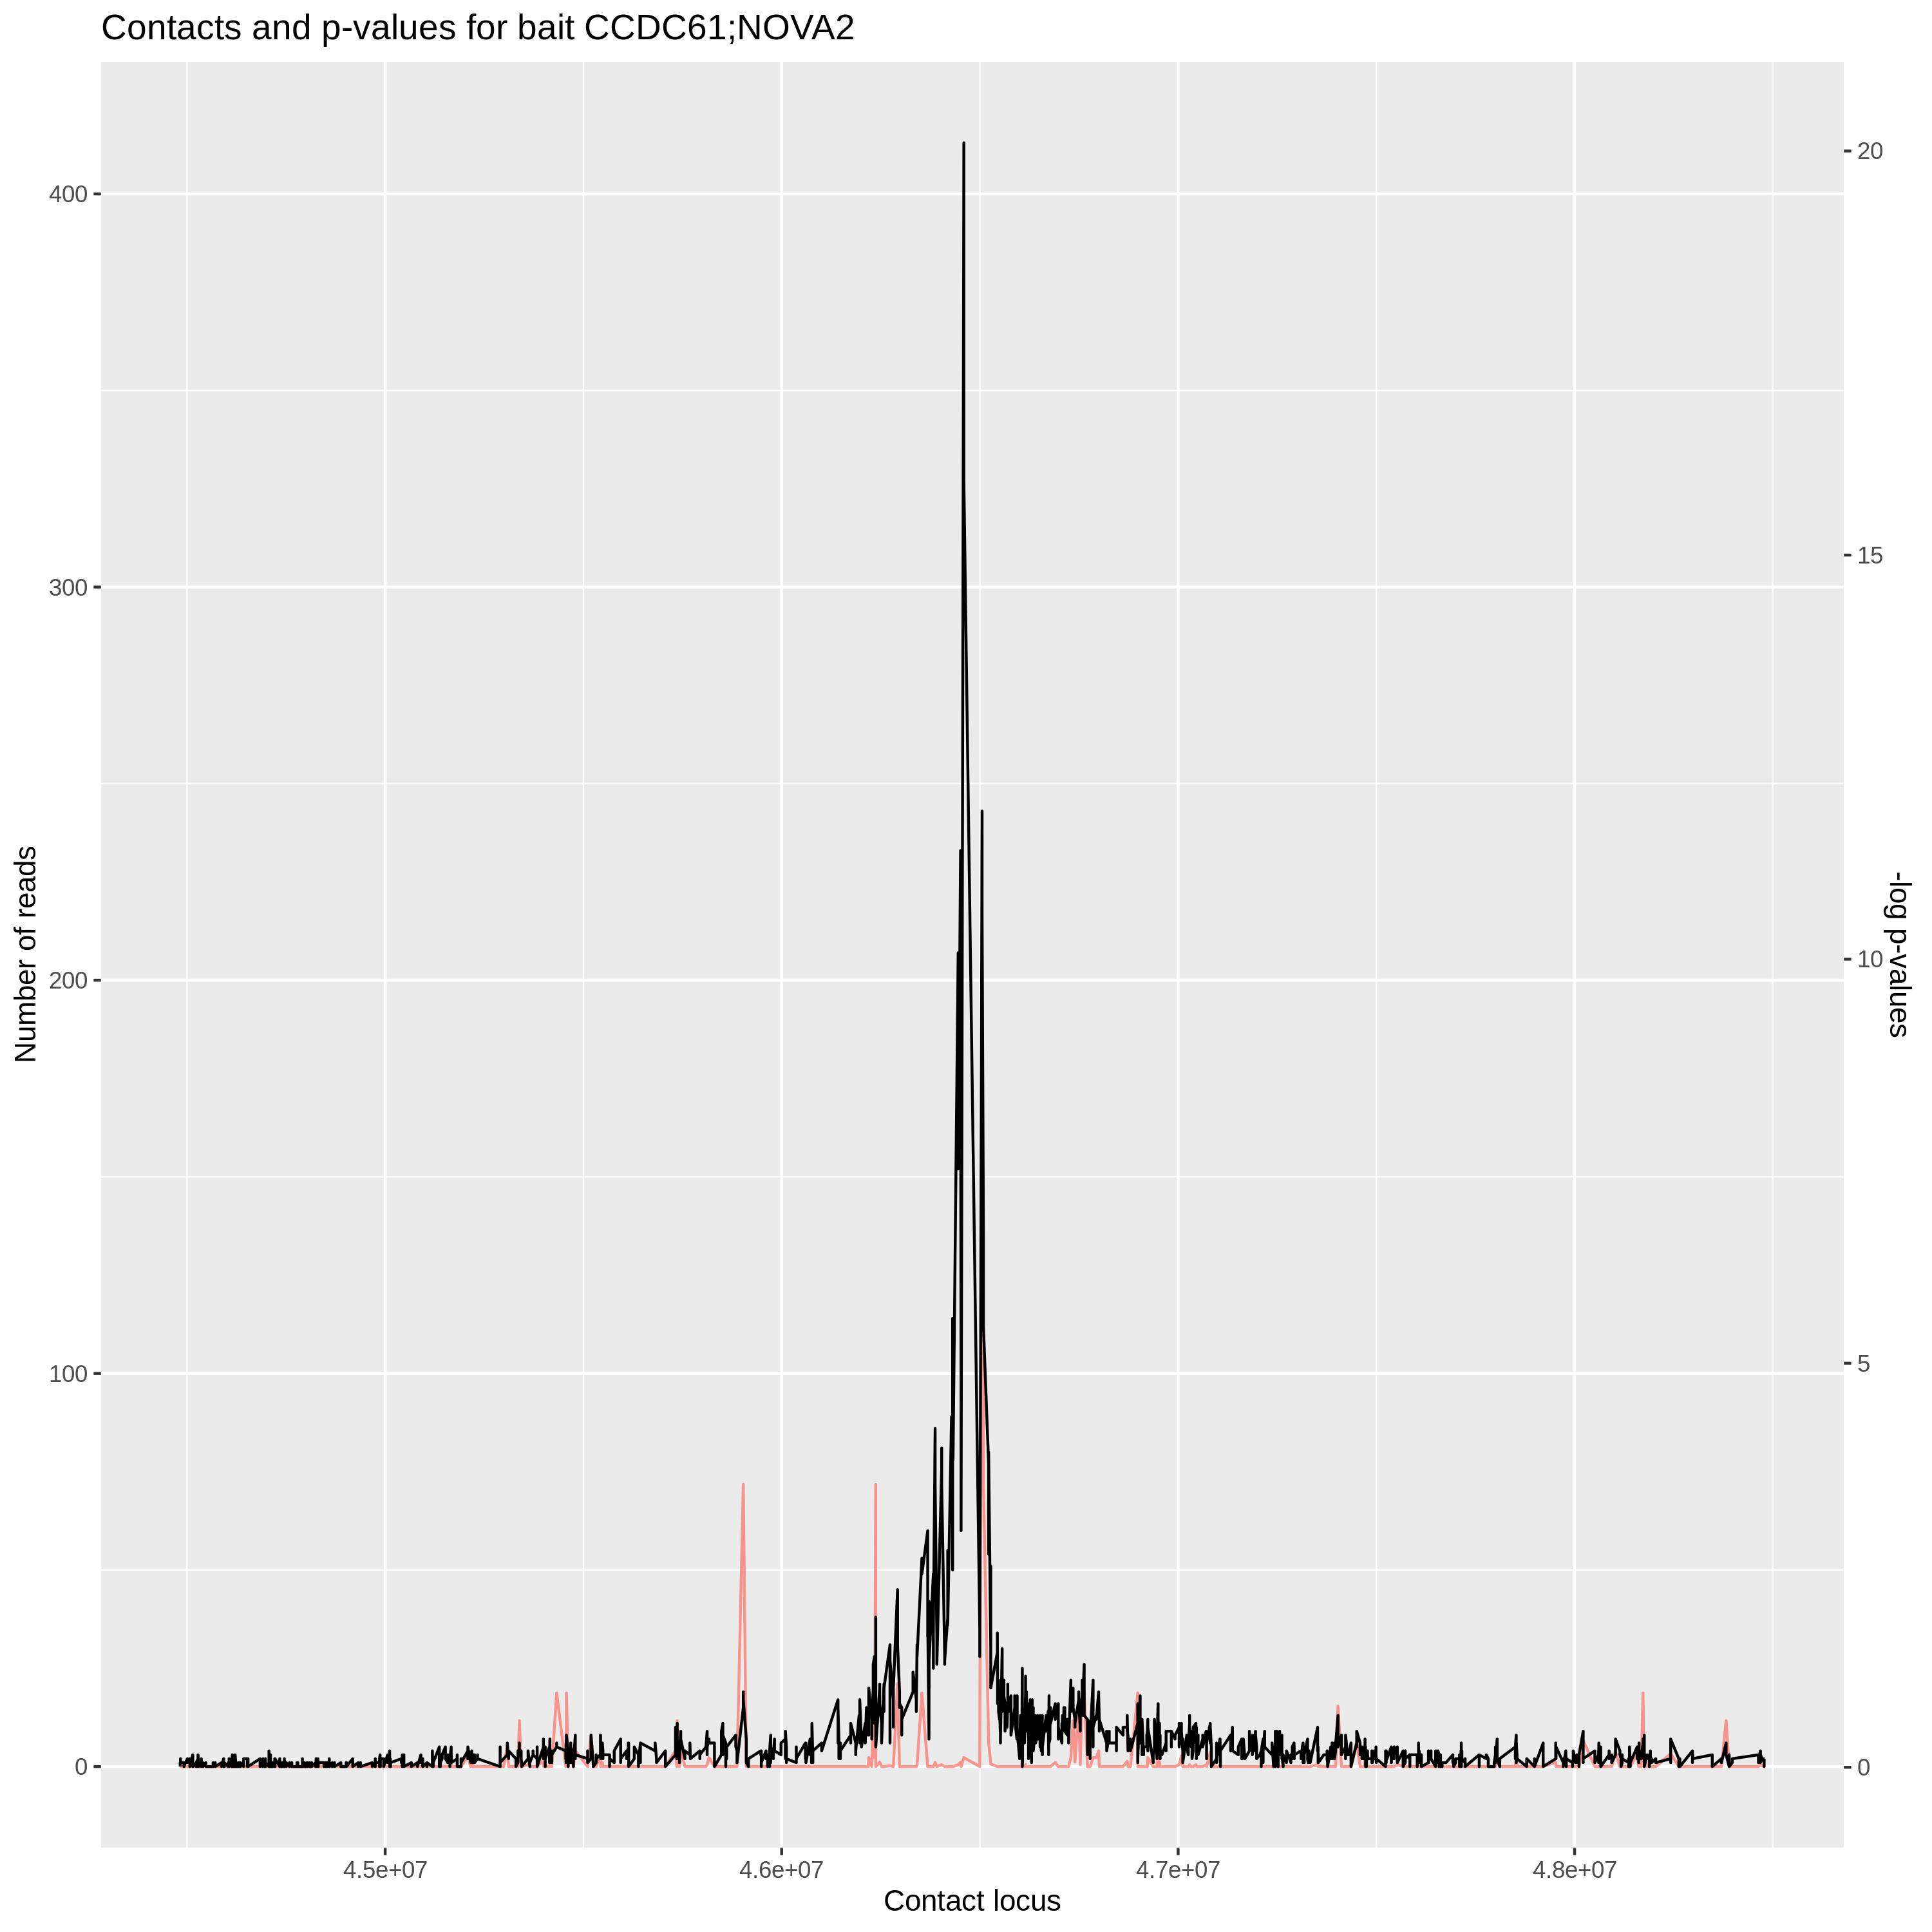 Contacts and p-values for bait CCDC61;NOVA2
Number of reads
400
300
200
100
0
20
15
10
5
0
-log p-values
4.5e+07
4.6e+07
4.7e+07
4.8e+07
Contact locus